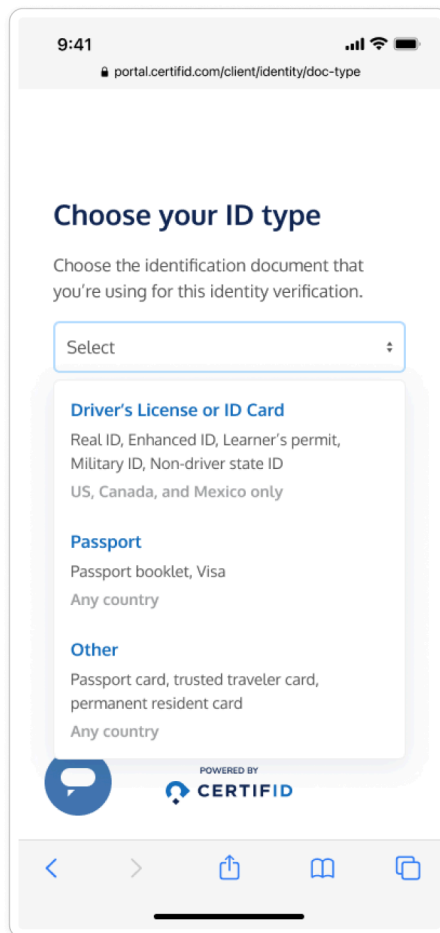 9:41
portal.certifid.com/client/identity/doc-type
Choose your ID type
Choose the identification document that
you're using for this identity verification.
Select
Driver's License or ID Card
Real ID, Enhanced ID, Learner's permit,
Military ID, Non-driver state ID
US, Canada, and Mexico only
Passport
Passport booklet, Visa
Any country
Other
Passport card, trusted traveler card,
permanent resident card
Any country
POWERED BY
CERTIFID